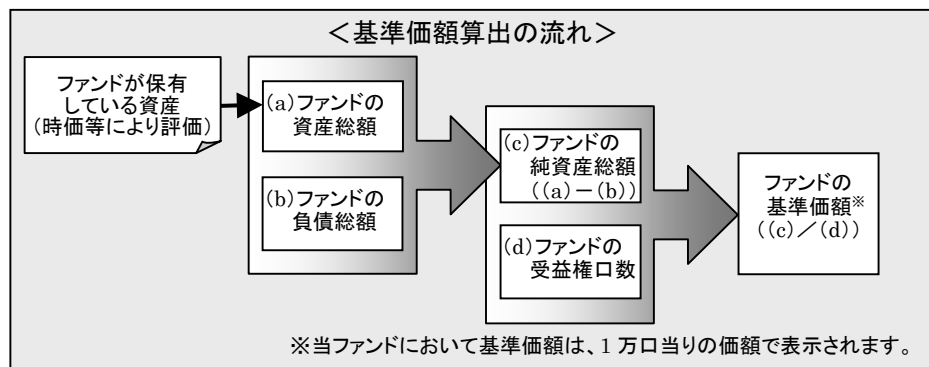 ＜基準価額算出の流れ＞
ファンドが保有
している資産
（時価等により評価）
(a)ファンドの
資産総額
(b)ファンドの
負債総額
(c)ファンドの
純資産総額
((a)－(b))
(d)ファンドの
受益権口数
ファンドの
基準価額※
((c)／(d))
※当ファンドにおいて基準価額は、1万口当りの価額で表示されます。